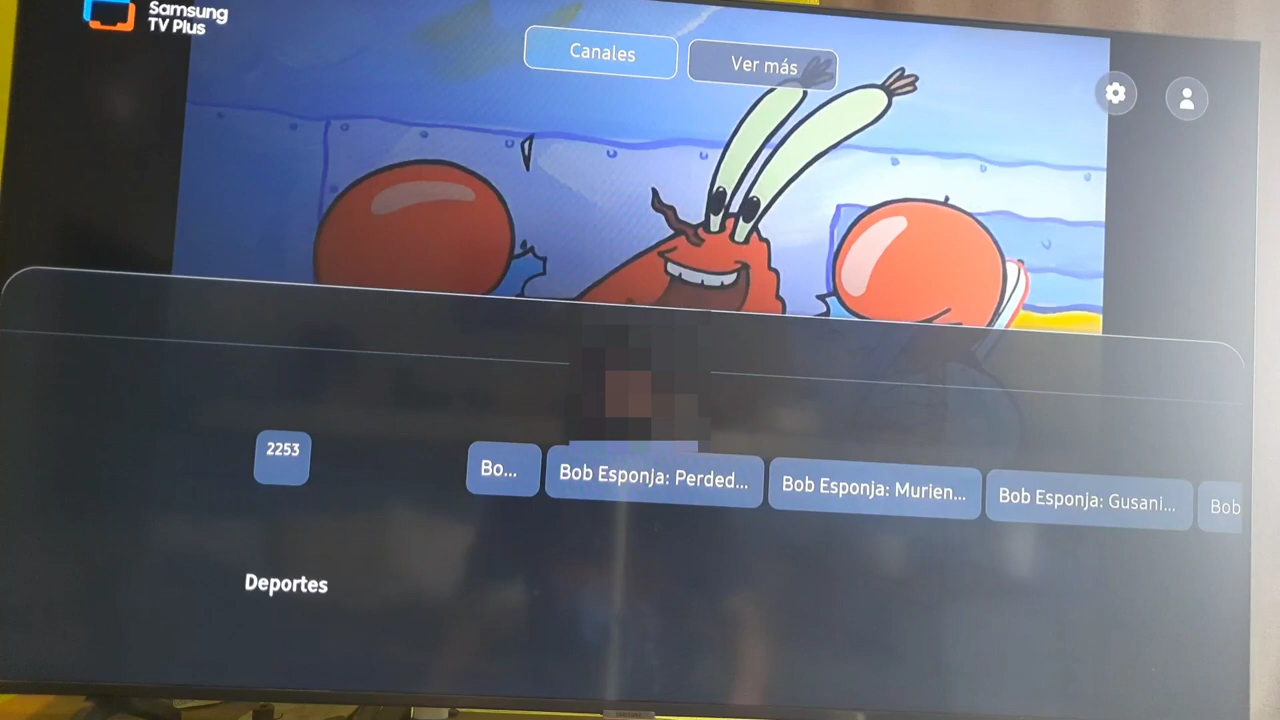 Samsung
TV Plus
Canales
Ver más
2253
Bo...
Bob Esponja: Perded...
Bob Esponja: Murien...
Bob Esponja: Gusani...
Bob
Deportes